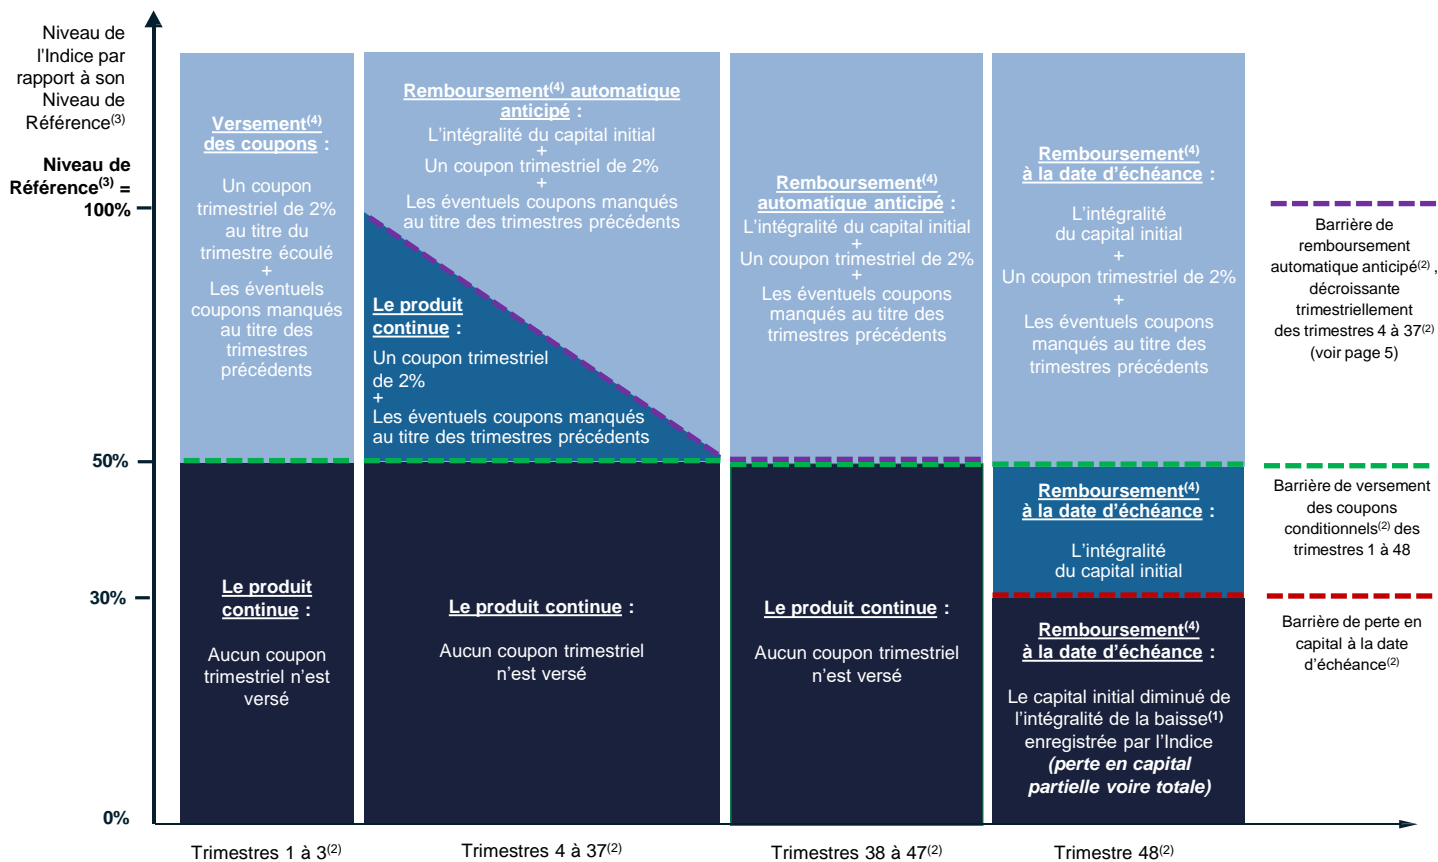 Niveau de
l'Indice par
rapport à son
Niveau de
Référence(3)
Niveau de
Référence(3) =
100%
50%
30%
0%
Versement(4)
des coupons :
Un coupon
trimestriel de 2%
au titre du
trimestre écoulé
+
Les éventuels
coupons manqués
au titre des
trimestres
précédents
Le produit
continue :
Aucun coupon
trimestriel n'est
versé
Trimestres 1 à 3(2)
Remboursement(4) automatique
anticipé :
L'intégralité du capital initial
+
Un coupon trimestriel de 2%
+
Les éventuels coupons manqués
au titre des trimestres précédents
Le produit
continue :
Un coupon trimestriel
de 2%
+
Les éventuels coupons manqués
au titre des trimestres précédents
Le produit continue :
Aucun coupon trimestriel
n'est versé
Trimestres 4 à 37(2)
Remboursement(4)
automatique anticipé :
L'intégralité du capital initial
+
Un coupon trimestriel de 2%
+
Les éventuels coupons
manqués au titre des
trimestres précédents
Le produit continue :
Aucun coupon trimestriel
n'est versé
Trimestres 38 à 47(2)
Remboursement(4)
à la date d'échéance :
L'intégralité
du capital initial
+
Un coupon trimestriel de 2%
+
Les éventuels coupons
manqués au titre des
trimestres précédents
Remboursement(4)
à la date d'échéance :
L'intégralité
du capital initial
Remboursement(4)
à la date d'échéance :
Le capital initial diminué de
l'intégralité de la baisse(1)
enregistrée par l'Indice
(perte en capital
partielle voire totale)
Trimestre 48(2)
Barrière de
remboursement
automatique anticipé(2) ,
décroissante
trimestriellement
des trimestres 4 à 37(2)
(voir page 5)
Barrière de versement
des coupons
conditionnels(2) des
trimestres 1 à 48
Barrière de perte en
capital à la date
d'échéance(2)